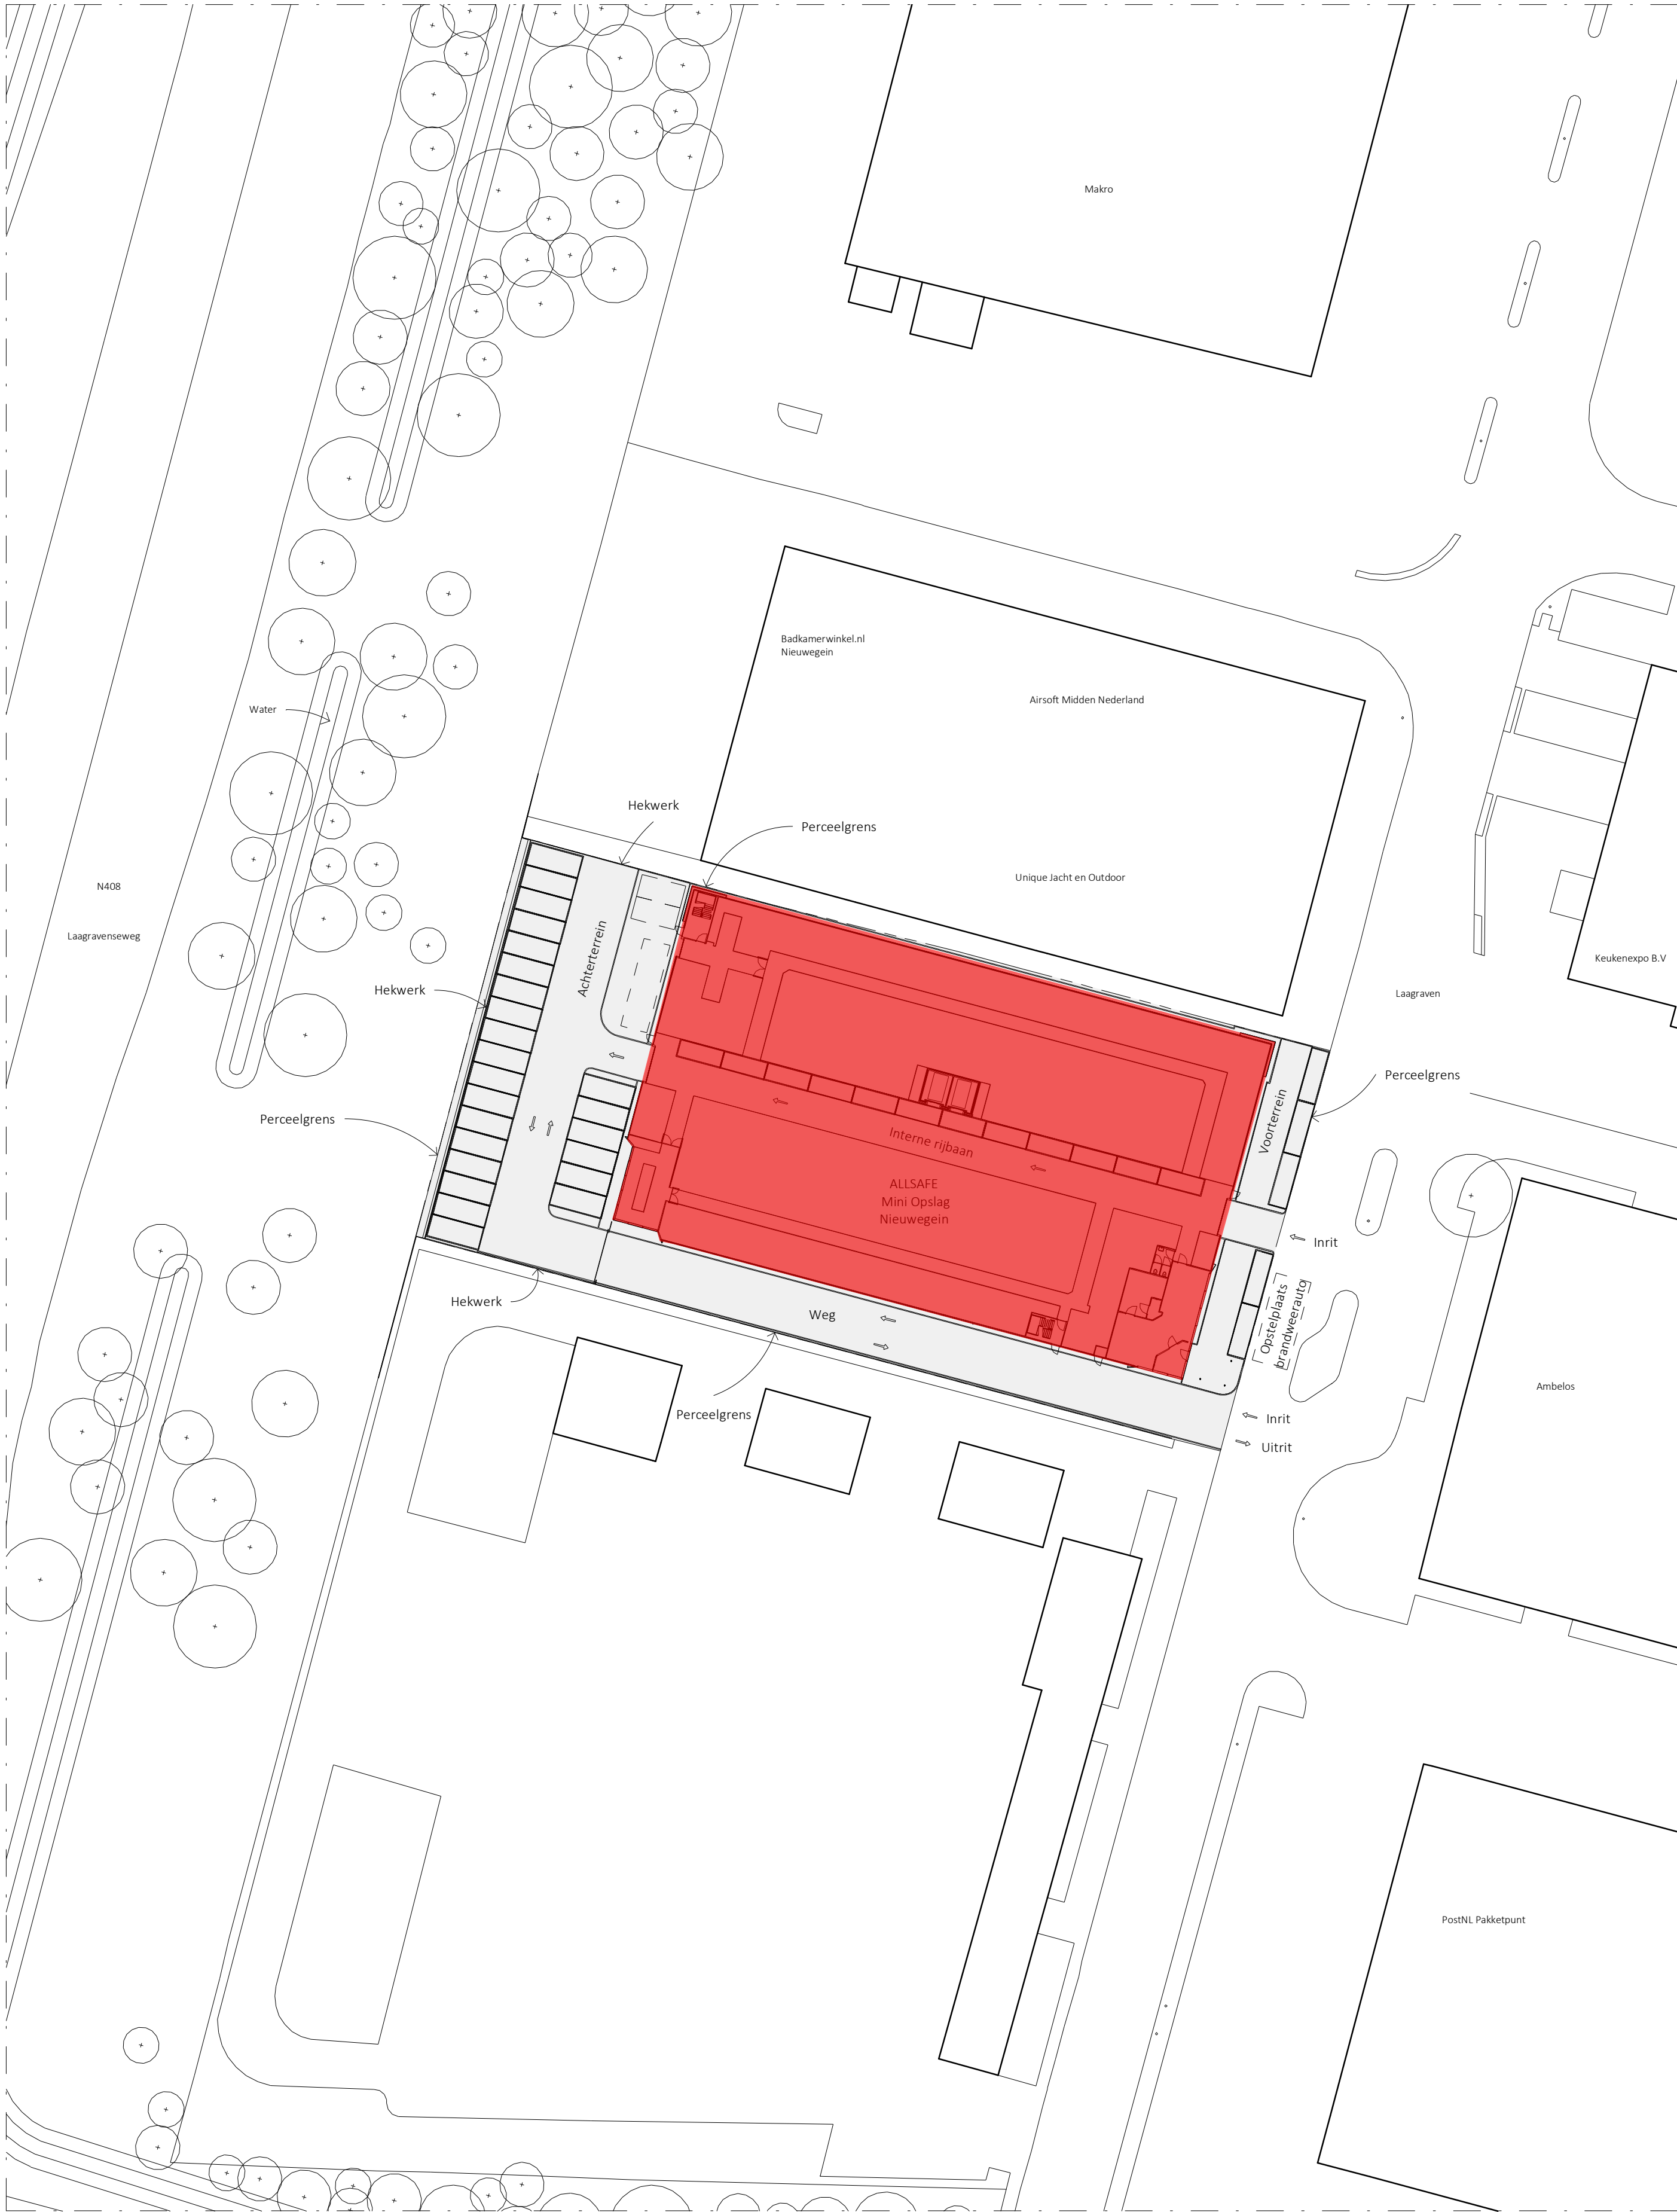 Makro
Badkamerwinkel.nl
Nieuwegein
Airsoft Midden Nederland
Water
Hekwerk
Perceelgrens
Unique Jacht en Outdoor
N408
Laagravenseweg
Achterterrein
Keukenexpo B.V
Hekwerk
Laagraven
Perceelgrens
Perceelgrens
Voorterrein
Interne rijbaan
ALLSAFE
Mini Opslag
Nieuwegein
Inrit
Hekwerk
Weg
Opstelplaats
brandweerauto
Perceelgrens
Ambelos
Inrit
Uitrit
PostNL Pakketpunt